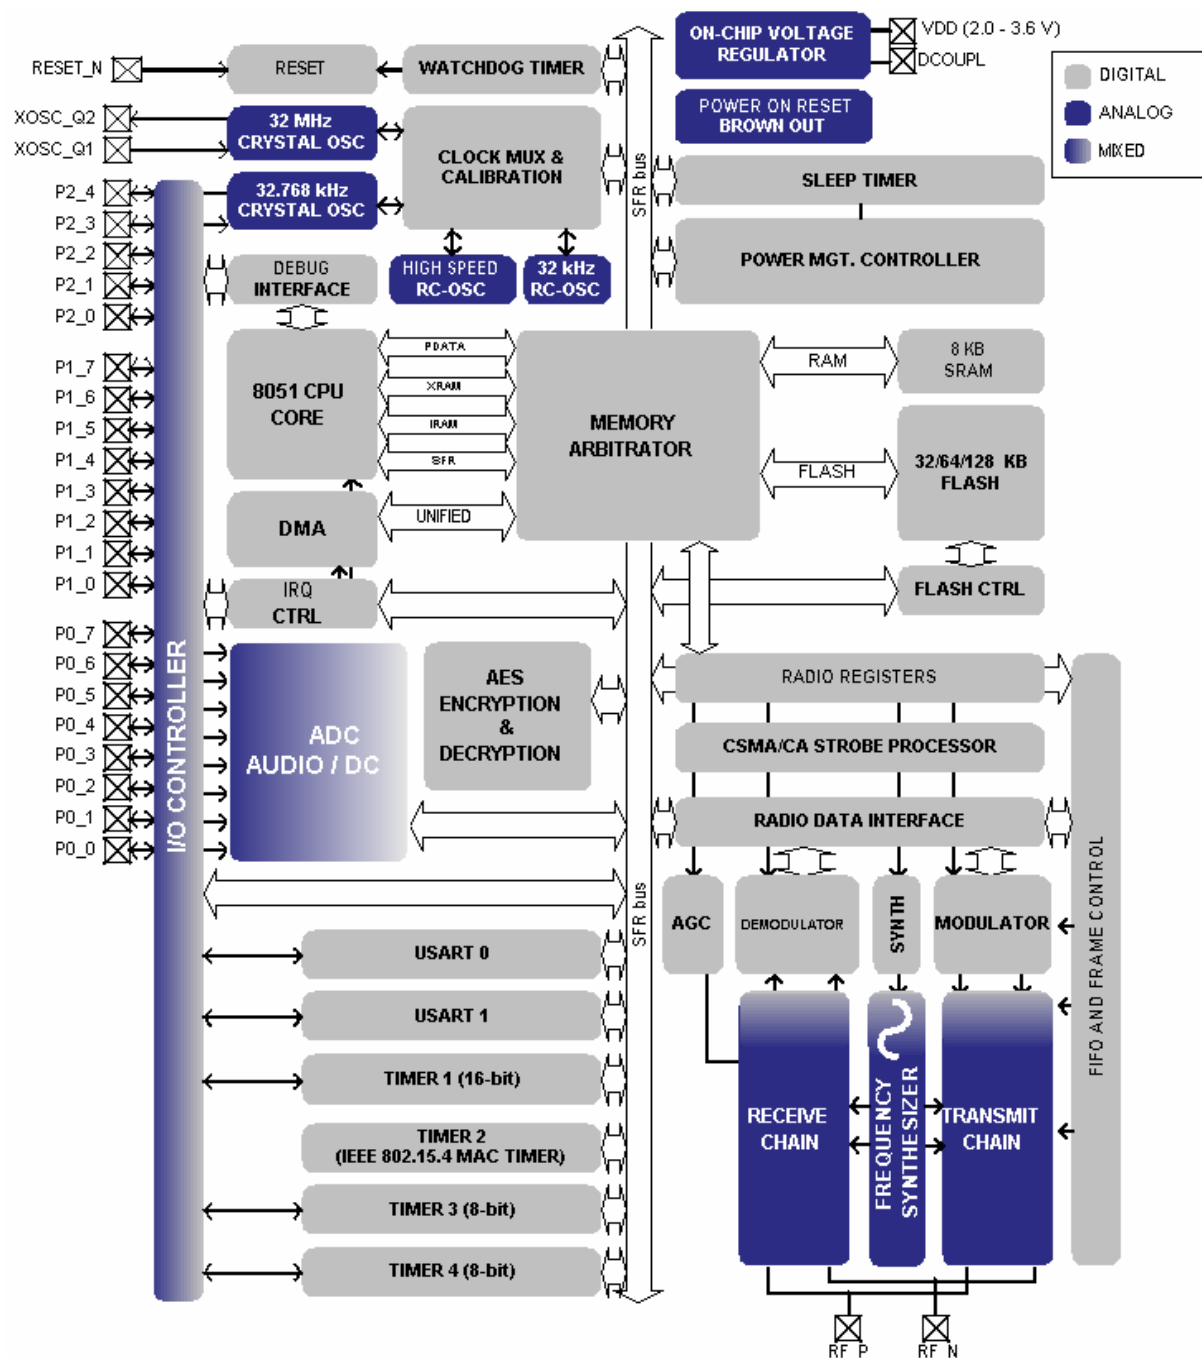 ON-CHIP VOLTAGE
REGULATOR
VDD (2.0 - 3.6 V)
DCOUPL
DIGITAL
ANALOG
MIXED
RESET_N
RESET
WATCHDOG TIMER
POWER ON RESET
BROWN OUT
XOSC_Q2
XOSC_Q1
32 MHz
CRYSTAL OSC
CLOCK MUX &
CALIBRATION
SFR bus
SLEEP TIMER
32.768 kHz
CRYSTAL OSC
POWER MGT. CONTROLLER
HIGH SPEED
RC-OSC
32 kHz
RC-OSC
DEBUG
INTERFACE
P2_4
P2_3
P2_2
P2_1
P2_0
P1_7
P1_6
P1_5
P1_4
P1_3
P1_2
P1_1
P1_0
P0_7
P0_6
P0_5
P0_4
P0_3
P0_2
P0_1
P0_0
I/O CONTROLLER
8051 CPU
CORE
PDATA
XRAM
IRAM
SFR
DMA
UNIFIED
MEMORY
ARBITRATOR
RAM
8 KB
SRAM
FLASH
32/64/128 KB
FLASH
IRQ
CTRL
FLASH CTRL
ADC
AUDIO / DC
AES
ENCRYPTION
&
DECRYPTION
RADIO REGISTERS
CSMA/CA STROBE PROCESSOR
RADIO DATA INTERFACE
FIFO AND FRAME CONTROL
SFR bus
AGC
DEMODULATOR
SYNTH
MODULATOR
USART 0
USART 1
TIMER 1 (16-bit)
TIMER 2
(IEEE 802.15.4 MAC TIMER)
TIMER 3 (8-bit)
TIMER 4 (8-bit)
RECEIVE
CHAIN
FREQUENCY
SYNTHESIZER
TRANSMIT
CHAIN
RF_P
RF_N